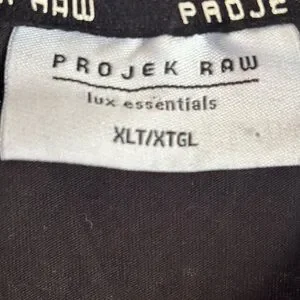 RAW PROJE
PROJEK RAW
lux essentials
XLT/XTGL